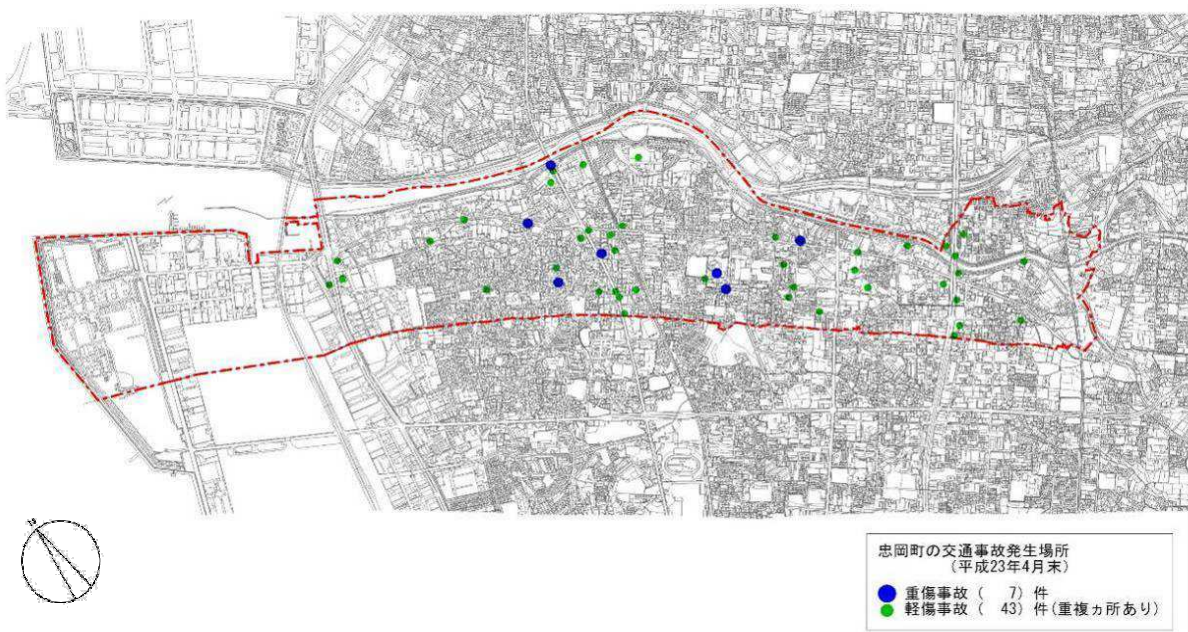 忠岡町の交通事故発生場所
(平成23年4月末)
重傷事故 ( 7) 件
軽傷事故 ( 43) 件(重複ヵ所あり)